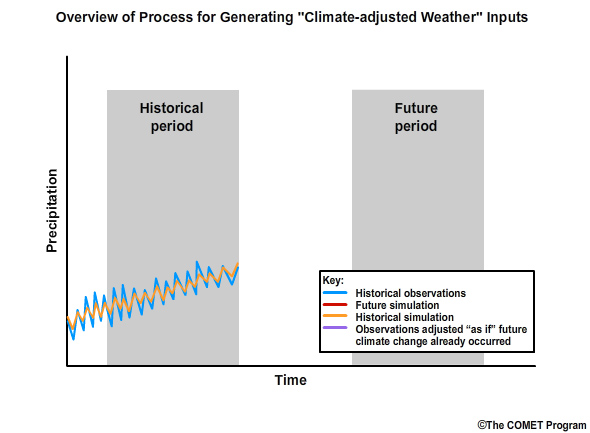 Overview of Process for Generating "Climate-adjusted Weather" Inputs
Historical
period
Future
period
Precipitation
Key:
Historical observations
Future simulation
Historical simulation
Observations adjusted “as if” future
climate change already occurred
Time
©The COMET Program